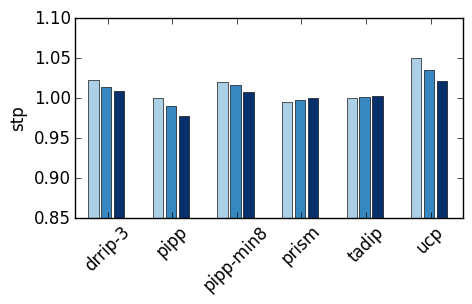 1.10
1.05
1.00
0.95
0.90
0.85
stp
drrip-3
pipp
pipp-min8
prism
tadip
ucp